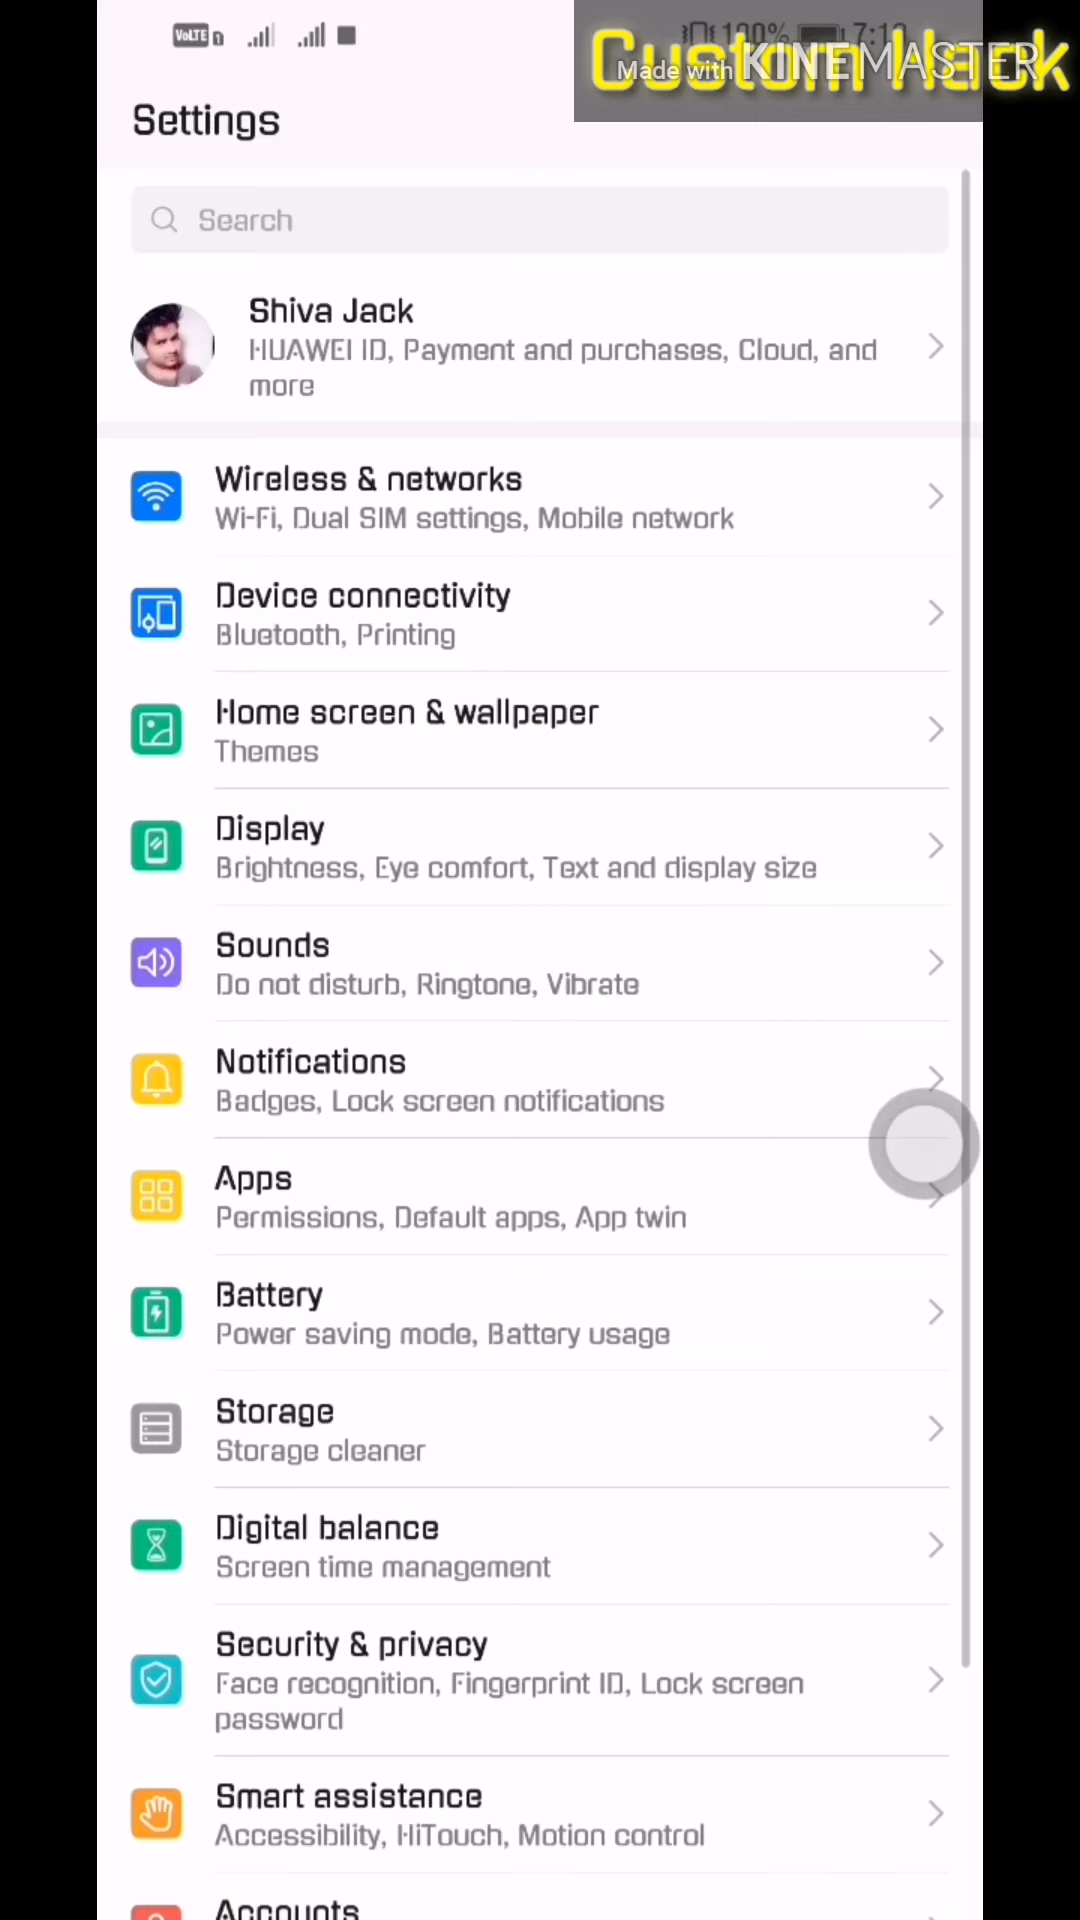 VoLTE
Custom Hack
Made with KINEMASTER
Settings
Search
Shiva Jack
HUAWEI ID, Payment and purchases, Cloud, and
more
Wireless & networks
Wi-Fi, Dual SIM settings, Mobile network
Device connectivity
Bluetooth, Printing
Home screen & wallpaper
Themes
Display
Brightness, Eye comfort, Text and display size
Sounds
Do not disturb, Ringtone, Vibrate
Notifications
Badges, Lock screen notifications
Apps
Permissions, Default apps, App twin
Battery
Power saving mode, Battery usage
Storage
Storage cleaner
Digital balance
Screen time management
Security & privacy
Face recognition, Fingerprint ID, Lock screen
password
Smart assistance
Accessibility, HiTouch, Motion control
Accounts